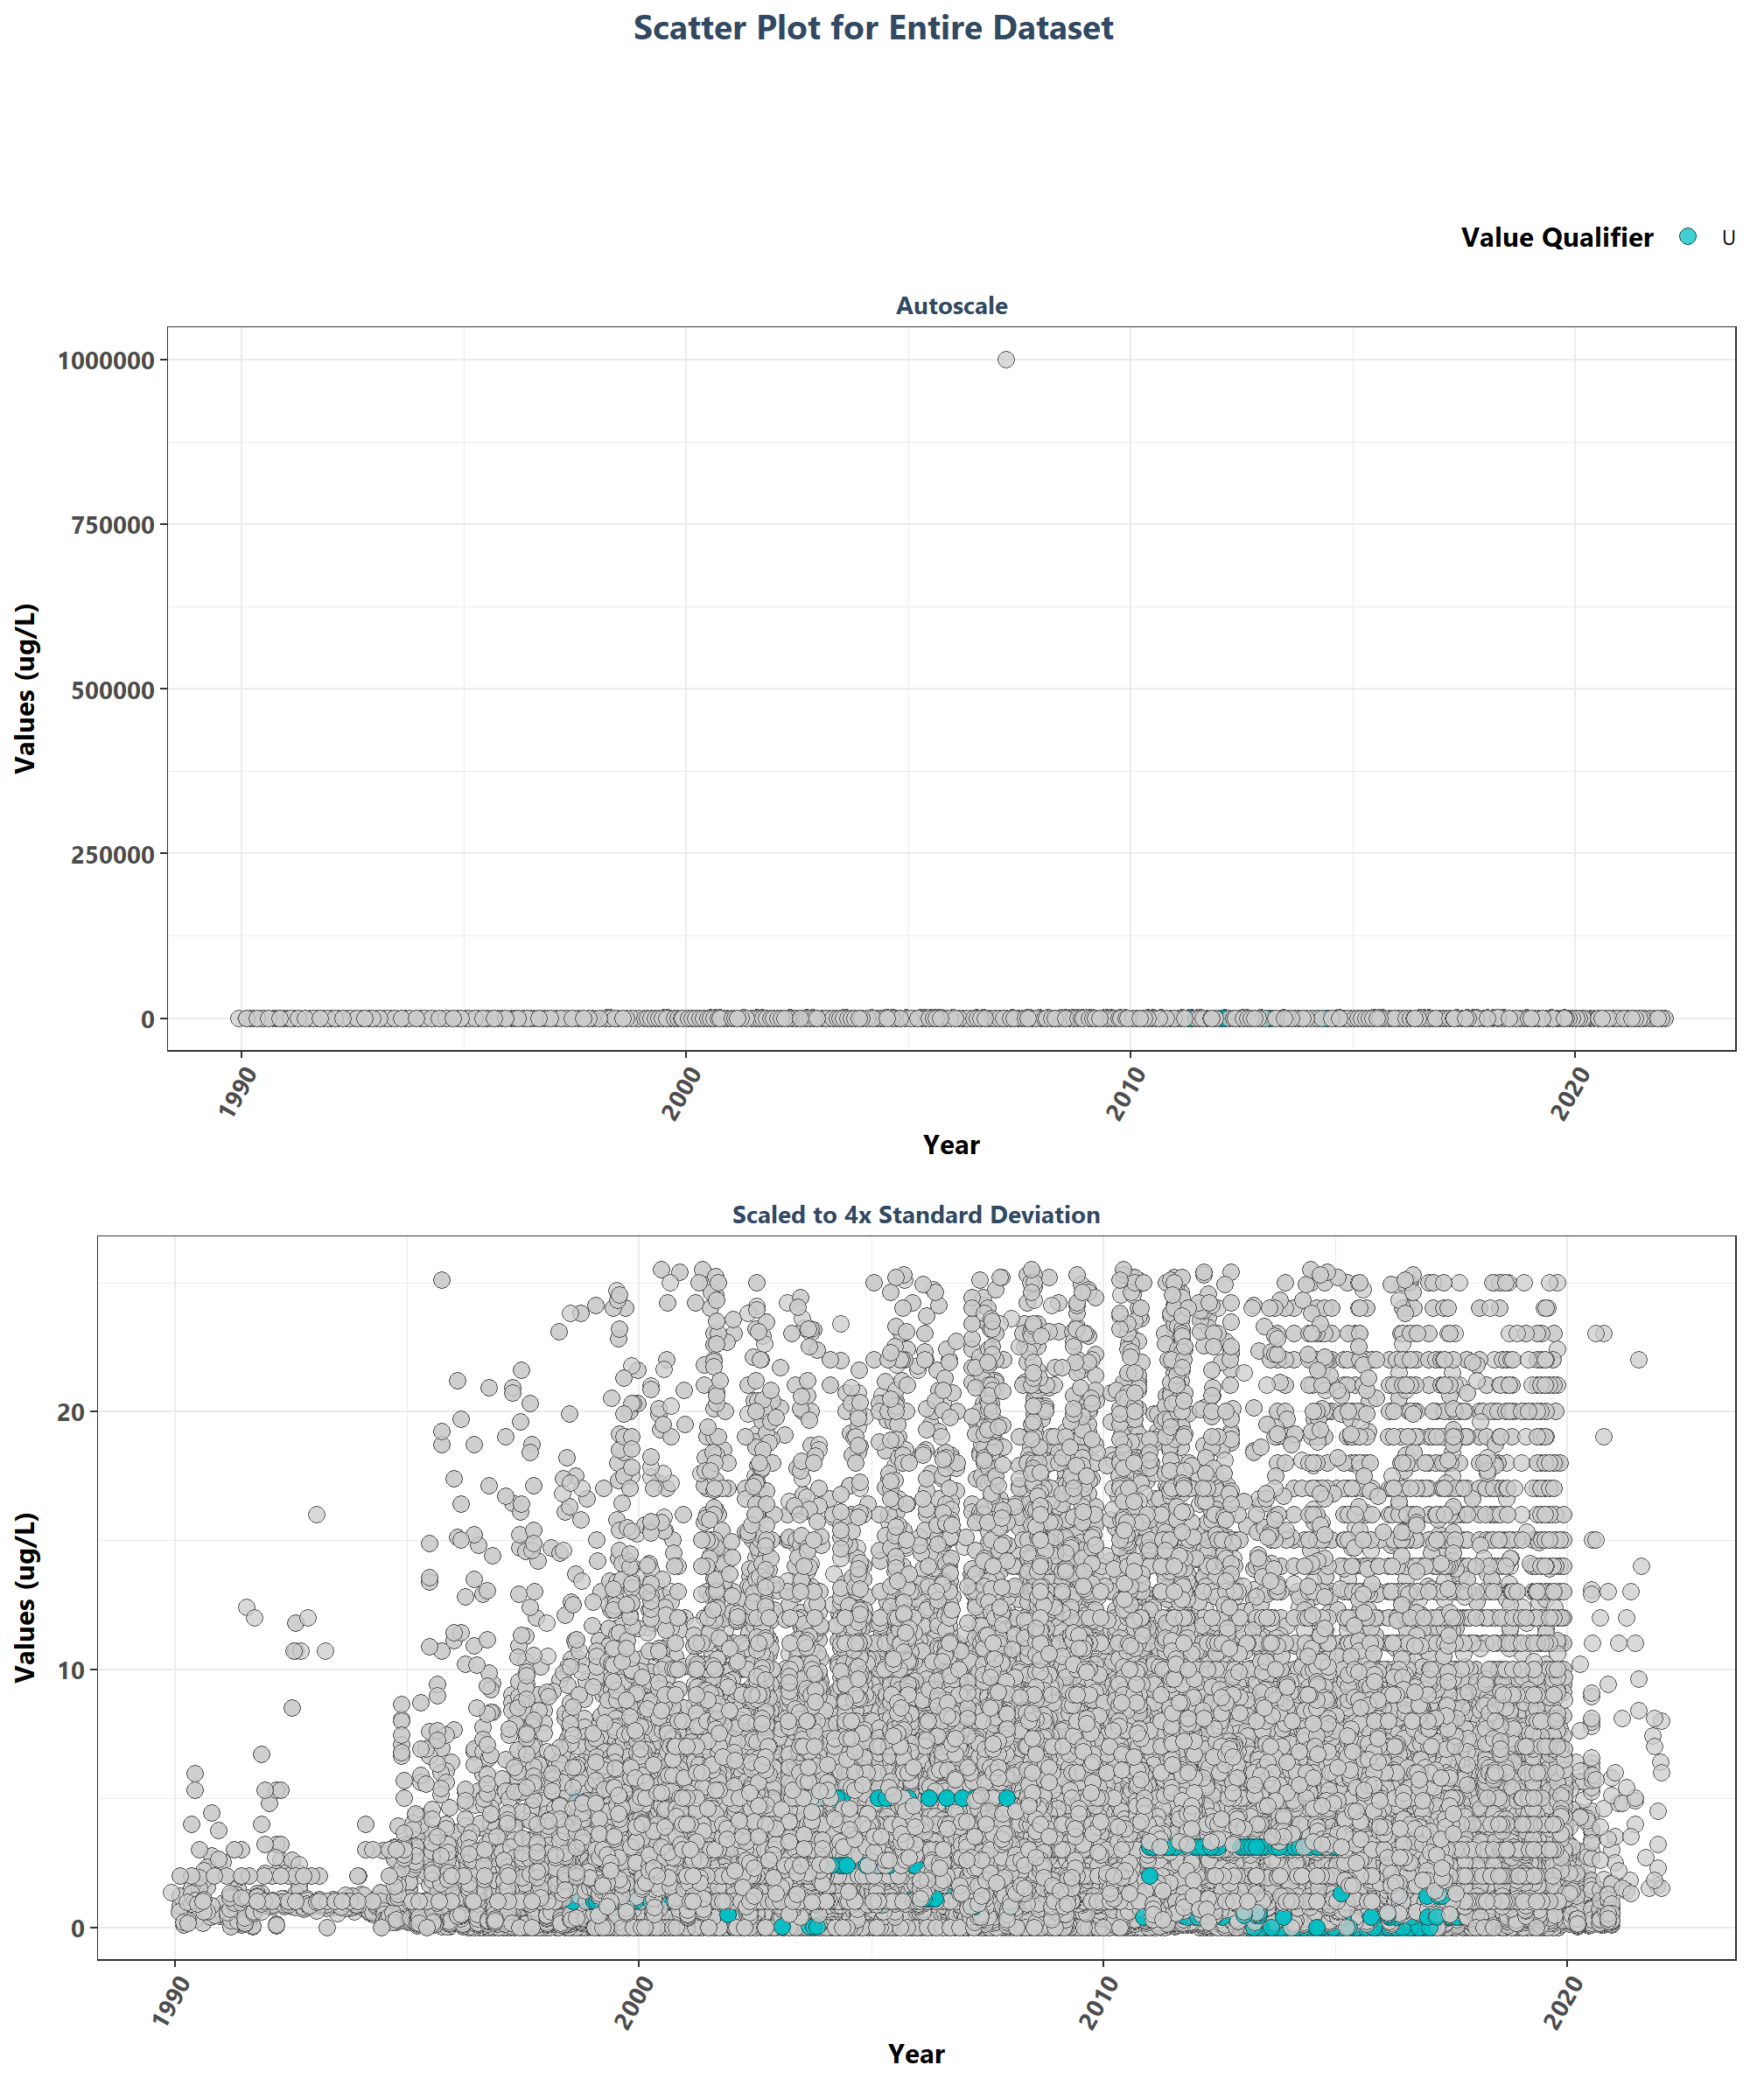 Scatter Plot for Entire Dataset
Value Qualifier U
Autoscale
1000000
750000
500000
250000
0
Values (ug/L)
1990 2000 2010 2020
Year
Scaled to 4x Standard Deviation
20
10
0
Values (ug/L)
1990 2000 2010 2020
Year